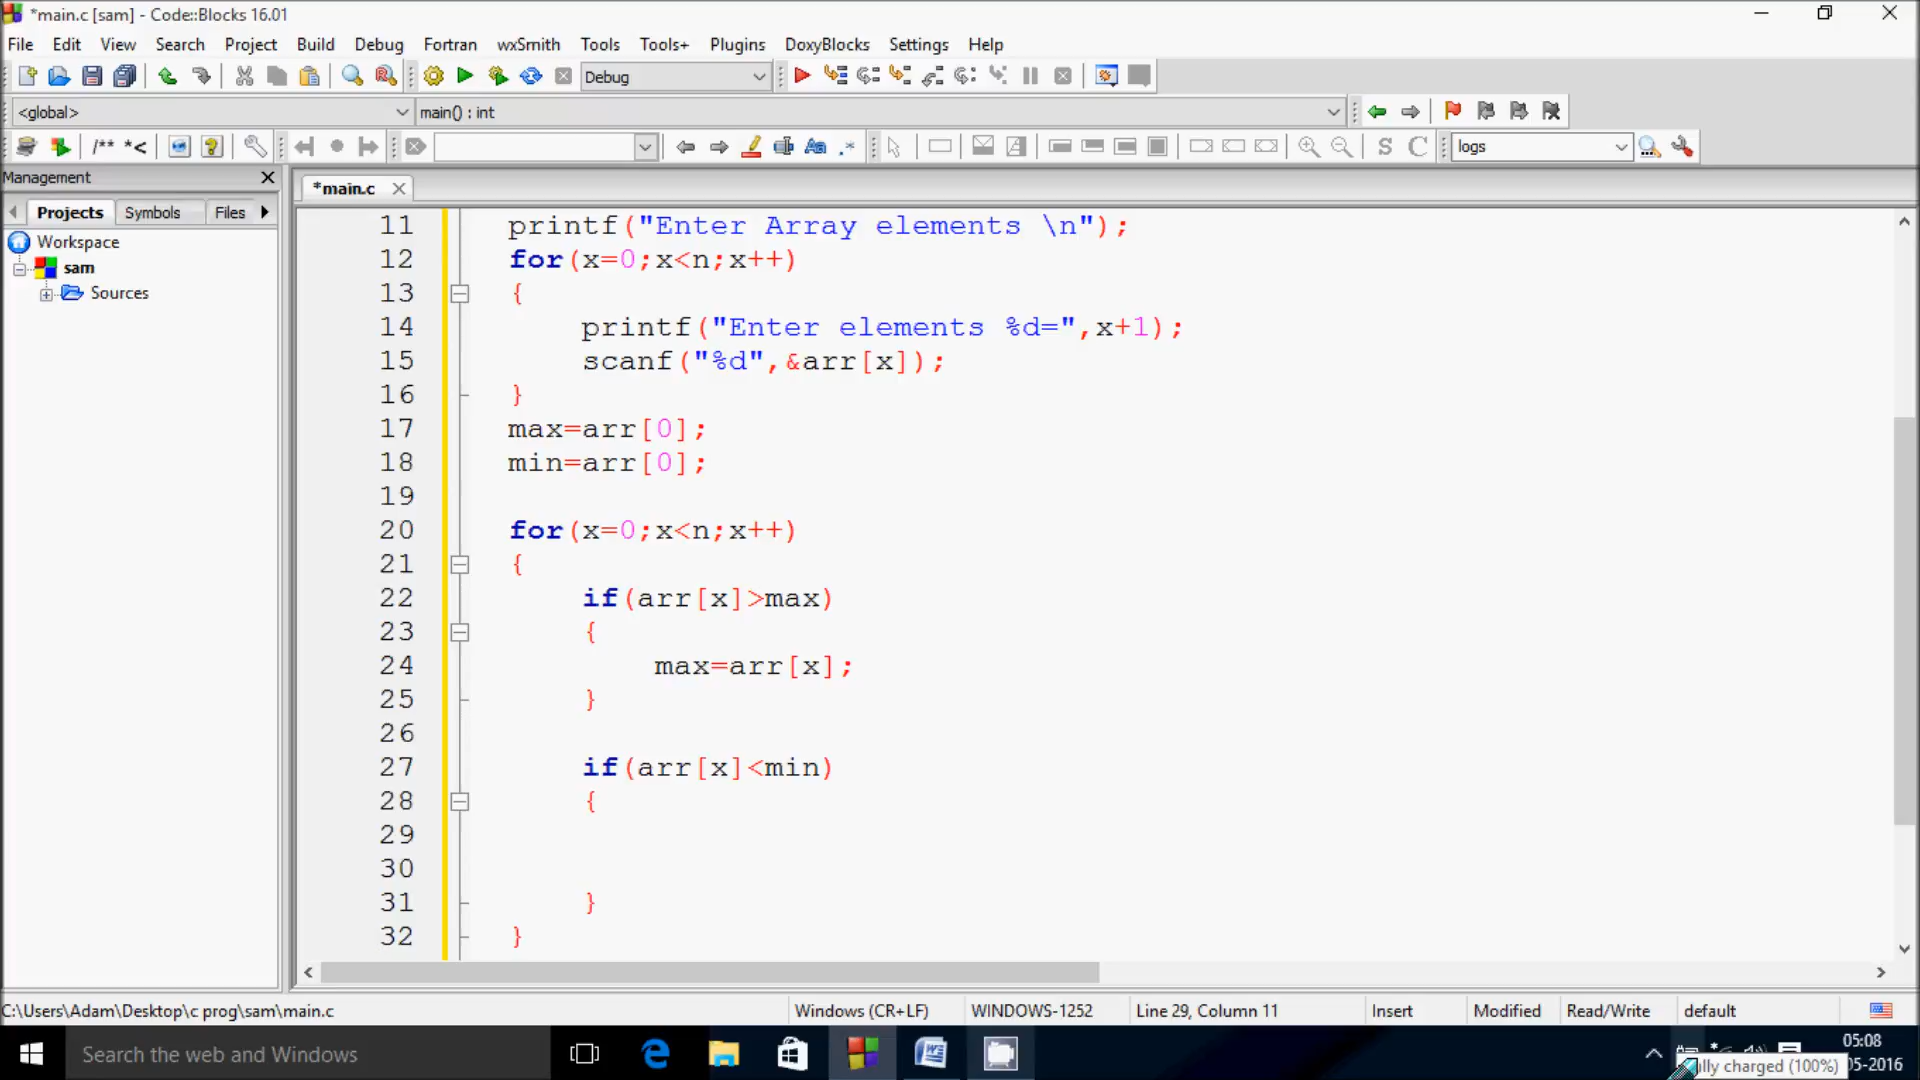 *main.c [sam] - Code::Blocks 16.01
File Edit View Search Project Build Debug Fortran wxSmith Tools Tools+ Plugins DoxyBlocks Settings Help
Debug
<global> main() : int
/** *< logs
Management
*main.c
Projects Symbols Files
Workspace
sam
Sources
11 printf("Enter Array elements \n");
12 for(x=0;x<n;x++)
13 {
14 printf("Enter elements %d=",x+1);
15 scanf("%d",&arr[x]);
16 }
17 max=arr[0];
18 min=arr[0];
19
20 for(x=0;x<n;x++)
21 {
22 if(arr[x]>max)
23 {
24 max=arr[x];
25 }
26
27 if(arr[x]<min)
28 {
29
30
31 }
32 }
C:\Users\Adam\Desktop\c prog\sam\main.c Windows (CR+LF) WINDOWS-1252 Line 29, Column 11 Insert Modified Read/Write default
Search the web and Windows
05:08
lly charged (100%)
05-2016